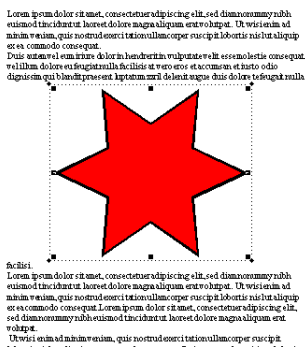 Lorem ipsum dolor sit amet, consectetuer adipiscing elit, sed diam nonummy nibh
euismod tincidunt ut laoreet dolore magna aliquam erat volutpat. Ut wisi enim ad
minim veniam, quis nostrud exerci tation ullamcorper suscipit lobortis nisl ut aliquip
ex ea commodo consequat.
Duis autem vel eum iriure dolor in hendrerit in vulputate velit esse molestie consequat
vel illum dolore eu feugiat nulla facilisis at vero eros et accumsan et iusto odio
dignissim qui blandit praesent luptatum zzril delenit augue duis dolore te feugait nulla
facilisi.
Lorem ipsum dolor sit amet, consectetuer adipiscing elit, sed diam nonummy nibh
euismod tincidunt ut laoreet dolore magna aliquam erat volutpat. Ut wisi enim ad
minim veniam, quis nostrud exerci tation ullamcorper suscipit lobortis nisl ut aliquip
ex ea commodo consequat Lorem ipsum dolor sit amet, consectetuer adipiscing elit,
sed diam nonummy nibh euismod tincidunt ut laoreet dolore magna aliquam erat
volutpat.
Ut wisi enim ad minim veniam, quis nostrud exerci tation ullamcorper suscipit